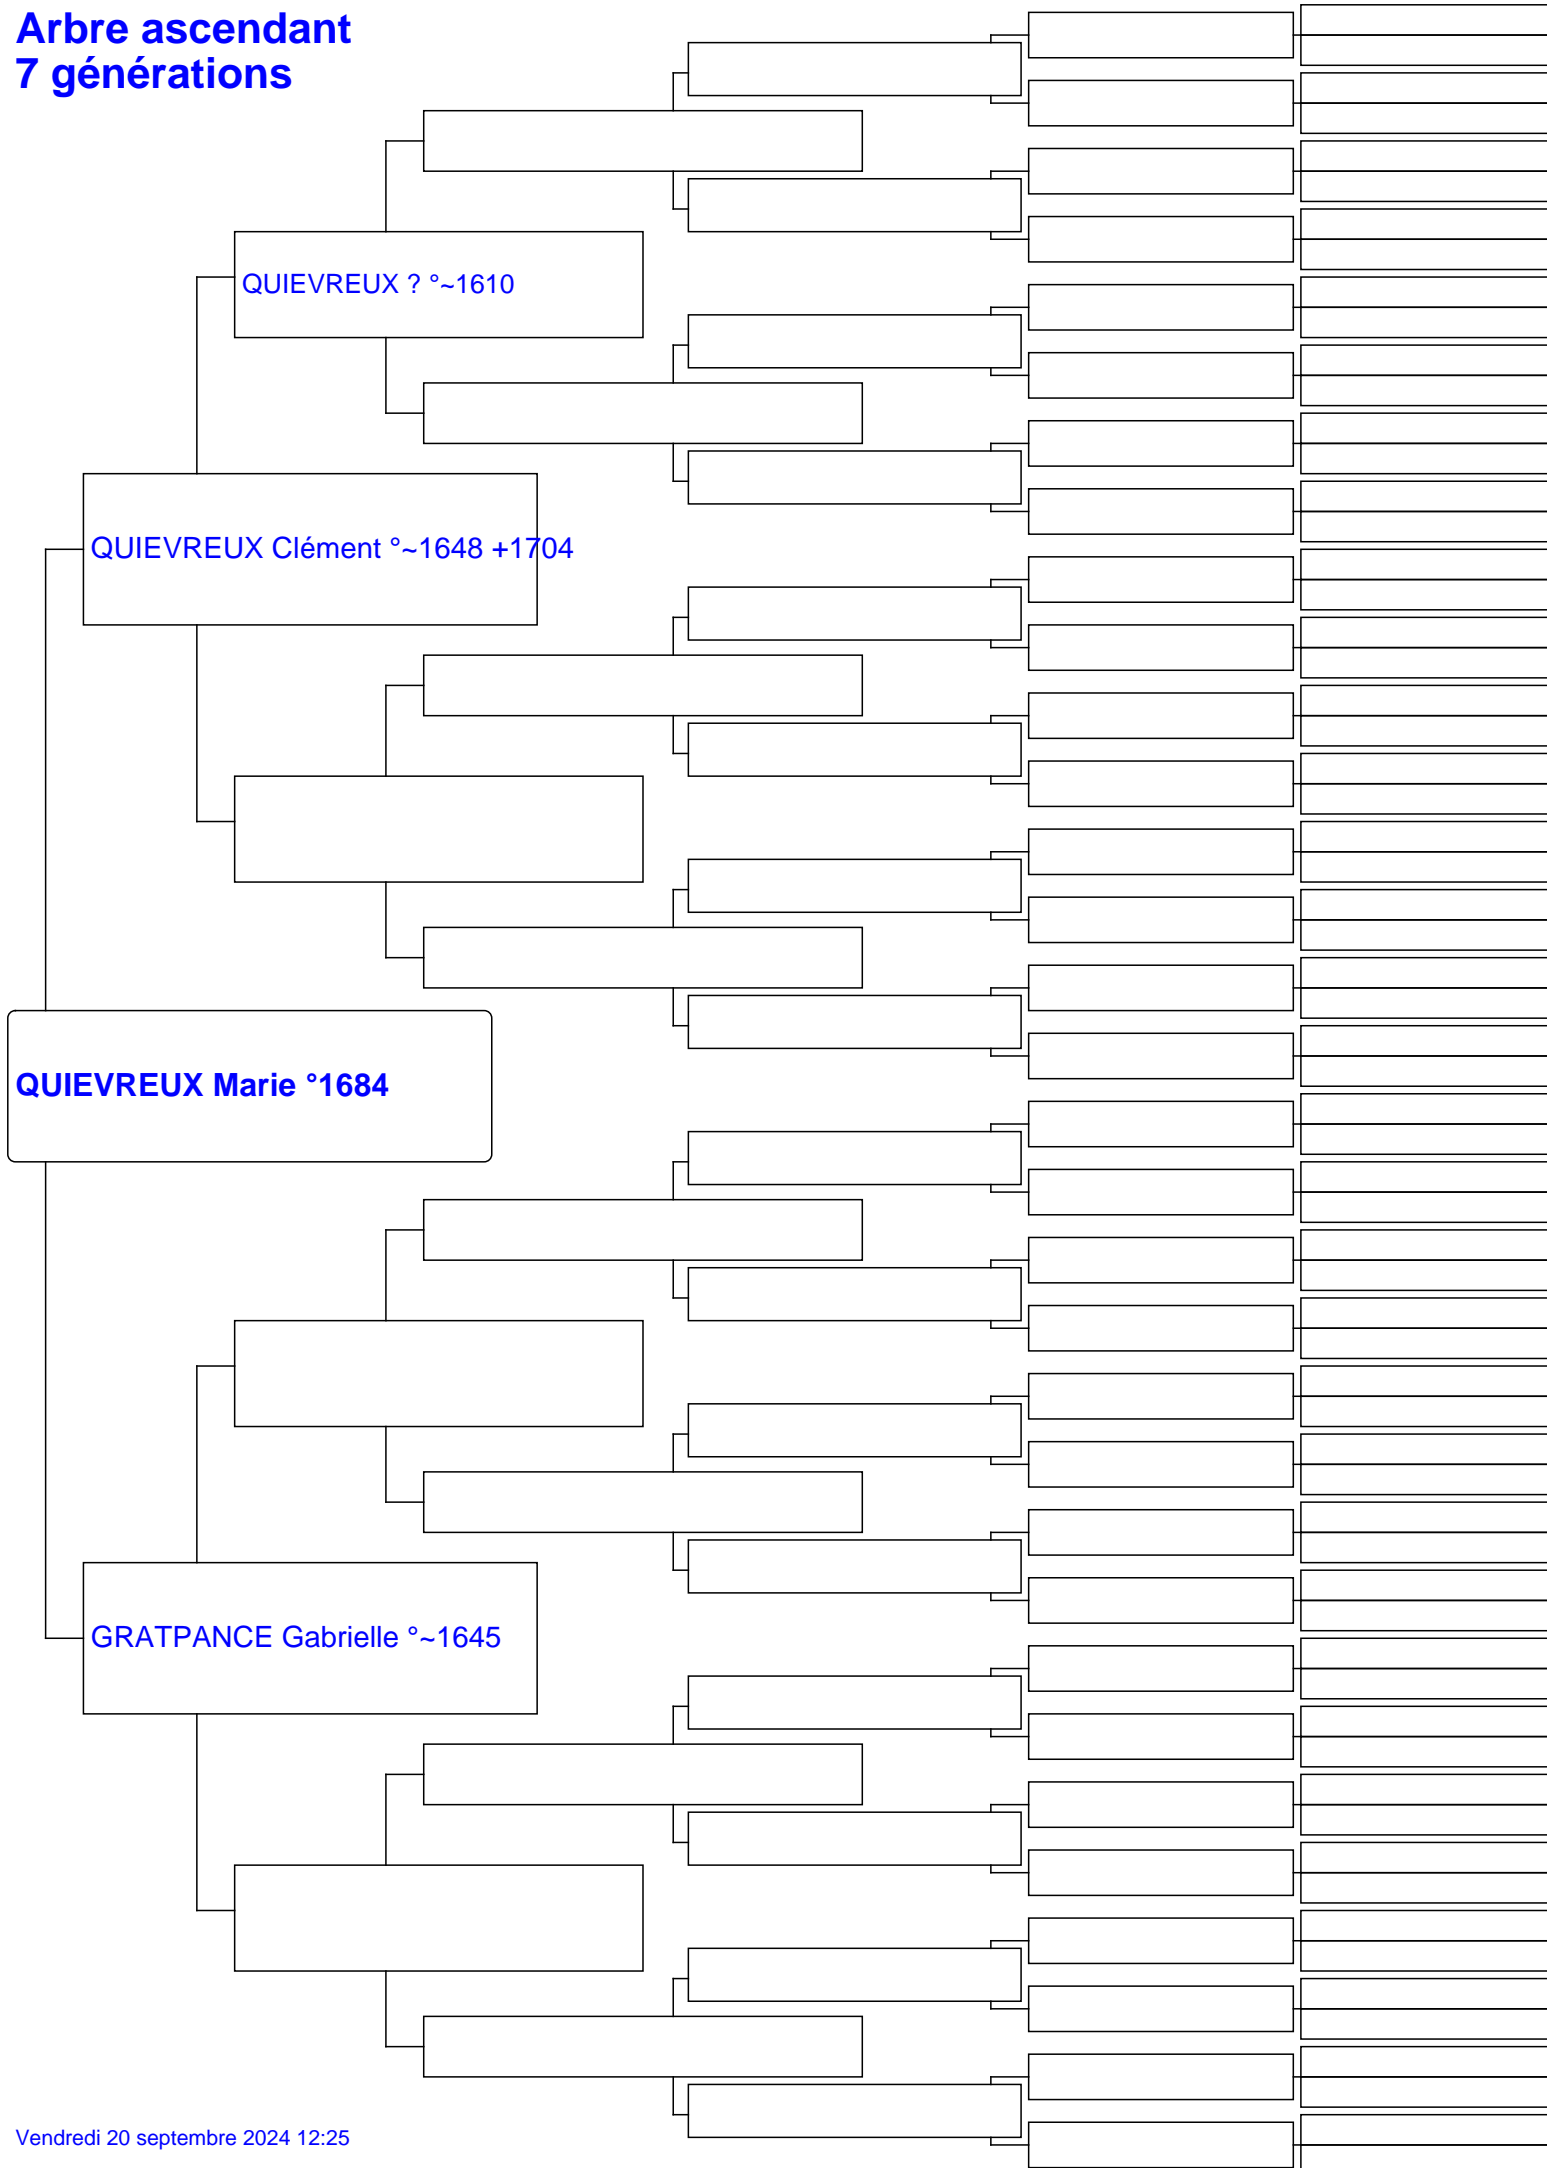 Arbre ascendant
7 générations
QUIEVREUX ? °~1610
QUIEVREUX Clément °~1648 +1704
QUIEVREUX Marie °1684
GRATPANCE Gabrielle °~1645
Vendredi 20 septembre 2024 12:25